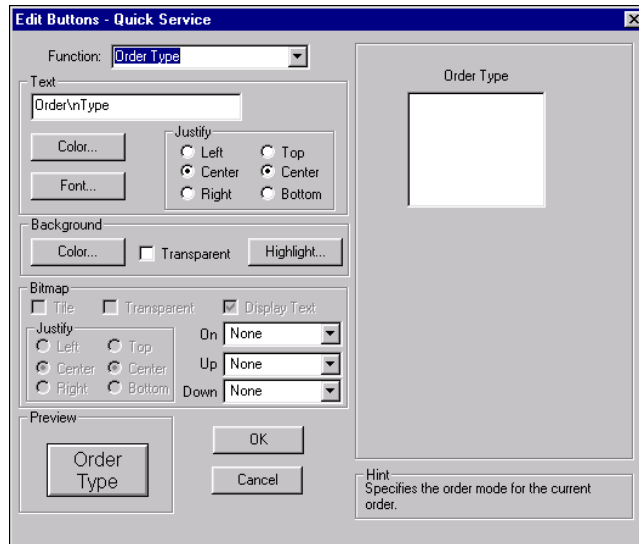 Edit Buttons - Quick Service
Function: Order Type
Text
Order\nType
Color...
Font...
Justify
Left
Top
Center
Center
Right
Bottom
Background
Color...
Transparent
Highlight...
Bitmap
Tile
Transparent
Display Text
Justify
Left
Top
Center
Center
Right
Bottom
On None
Up None
Down None
Preview
Order
Type
OK
Cancel
Order Type
Hint
Specifies the order mode for the current
order.